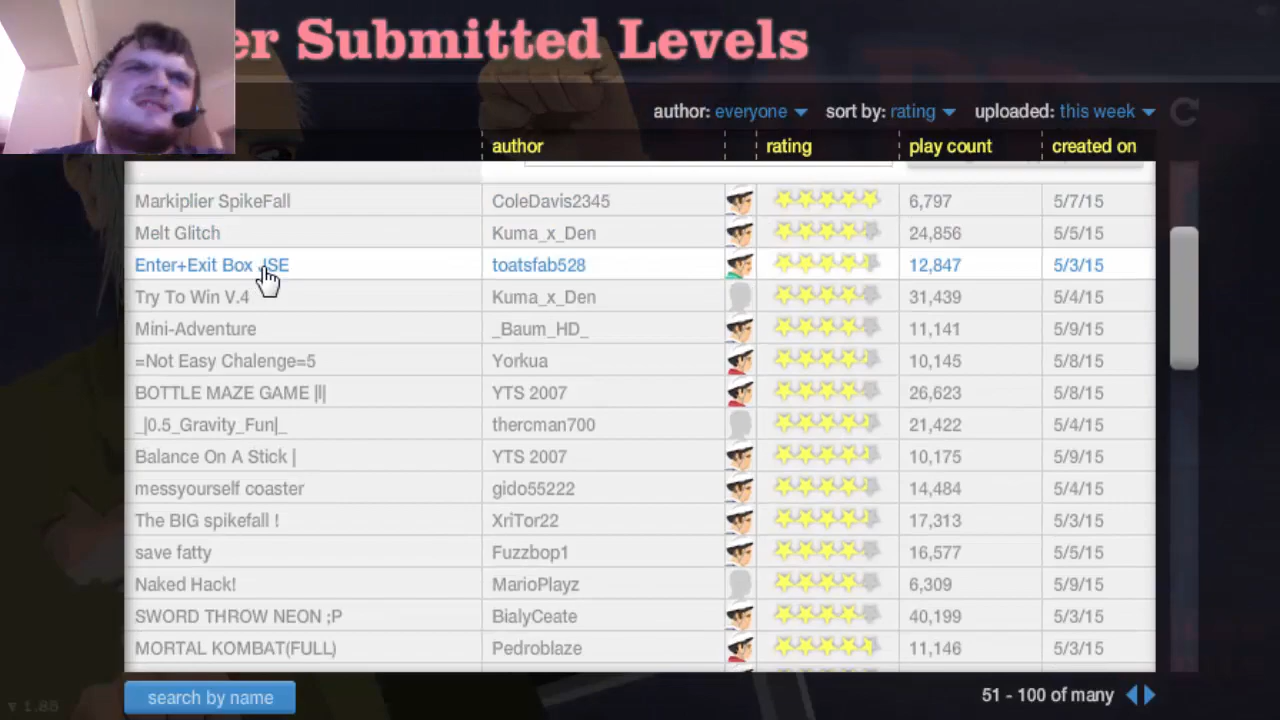 er Submitted Levels
author: everyone sort by: rating uploaded: this week
author rating play count created on
Markiplier SpikeFall ColeDavis2345 6,797 5/7/15
Melt Glitch Kuma_x_Den 24,856 5/5/15
Enter+Exit Box JSE toatsfab528 12,847 5/3/15
Try To Win V.4 Kuma_x_Den 31,439 5/4/15
Mini-Adventure _Baum_HD_ 11,141 5/9/15
=Not Easy Chalenge=5 Yorkua 10,145 5/8/15
BOTTLE MAZE GAME ||| YTS 2007 26,623 5/8/15
_|0.5_Gravity_Fun|_ thercman700 21,422 5/4/15
Balance On A Stick | YTS 2007 10,175 5/9/15
messyourself coaster gido55222 14,484 5/4/15
The BIG spikefall ! XriTor22 17,313 5/3/15
save fatty Fuzzbop1 16,577 5/5/15
Naked Hack! MarioPlayz 6,309 5/9/15
SWORD THROW NEON ;P BialyCeate 40,199 5/3/15
MORTAL KOMBAT(FULL) Pedroblaze 11,146 5/3/15
search by name 51 - 100 of many
v 1.85